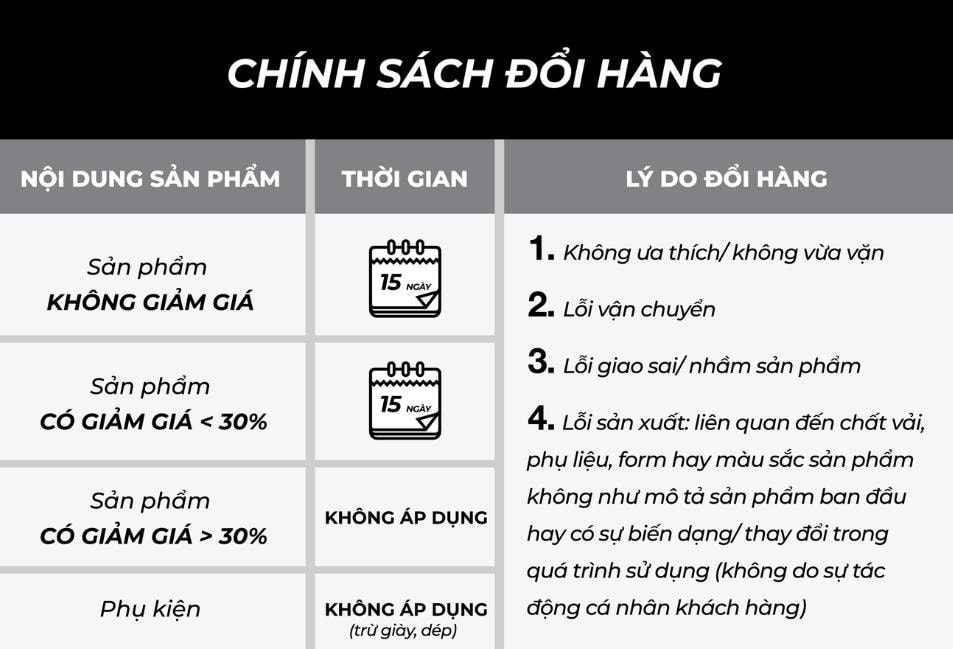 CHÍNH SÁCH ĐỔI HÀNG
NỘI DUNG SẢN PHẨM
THỜI GIAN
LÝ DO ĐỔI HÀNG
Sản phẩm
KHÔNG GIẢM GIÁ
15 NGÀY
Sản phẩm
CÓ GIẢM GIÁ < 30%
15 NGÀY
Sản phẩm
CÓ GIẢM GIÁ > 30%
KHÔNG ÁP DỤNG
Phụ kiện
KHÔNG ÁP DỤNG
(trừ giày, dép)
1. Không ưa thích/ không vừa vặn
2. Lỗi vận chuyển
3. Lỗi giao sai/ nhầm sản phẩm
4. Lỗi sản xuất: liên quan đến chất vải,
phụ liệu, form hay màu sắc sản phẩm
không như mô tả sản phẩm ban đầu
hay có sự biến dạng/ thay đổi trong
quá trình sử dụng (không do sự tác
động cá nhân khách hàng)